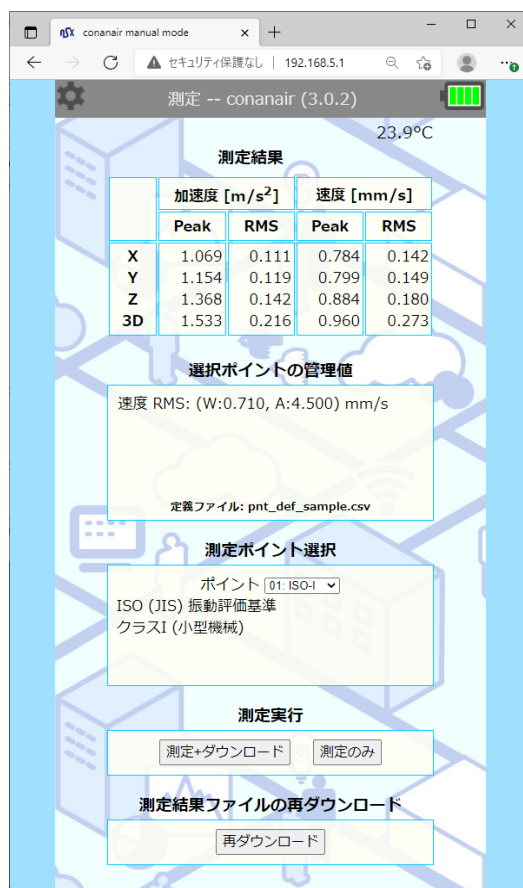 conanair manual mode
セキュリティ保護なし | 192.168.5.1
測定 -- conanair (3.0.2)
23.9°C
測定結果
加速度 [m/s²] 速度 [mm/s]
Peak RMS Peak RMS
X 1.069 0.111 0.784 0.142
Y 1.154 0.119 0.799 0.149
Z 1.368 0.142 0.884 0.180
3D 1.533 0.216 0.960 0.273
選択ポイントの管理値
速度 RMS: (W:0.710, A:4.500) mm/s
定義ファイル: pnt_def_sample.csv
測定ポイント選択
ポイント 01: ISO-I
ISO (JIS) 振動評価基準
クラスI (小型機械)
測定実行
測定+ダウンロード 測定のみ
測定結果ファイルの再ダウンロード
再ダウンロード